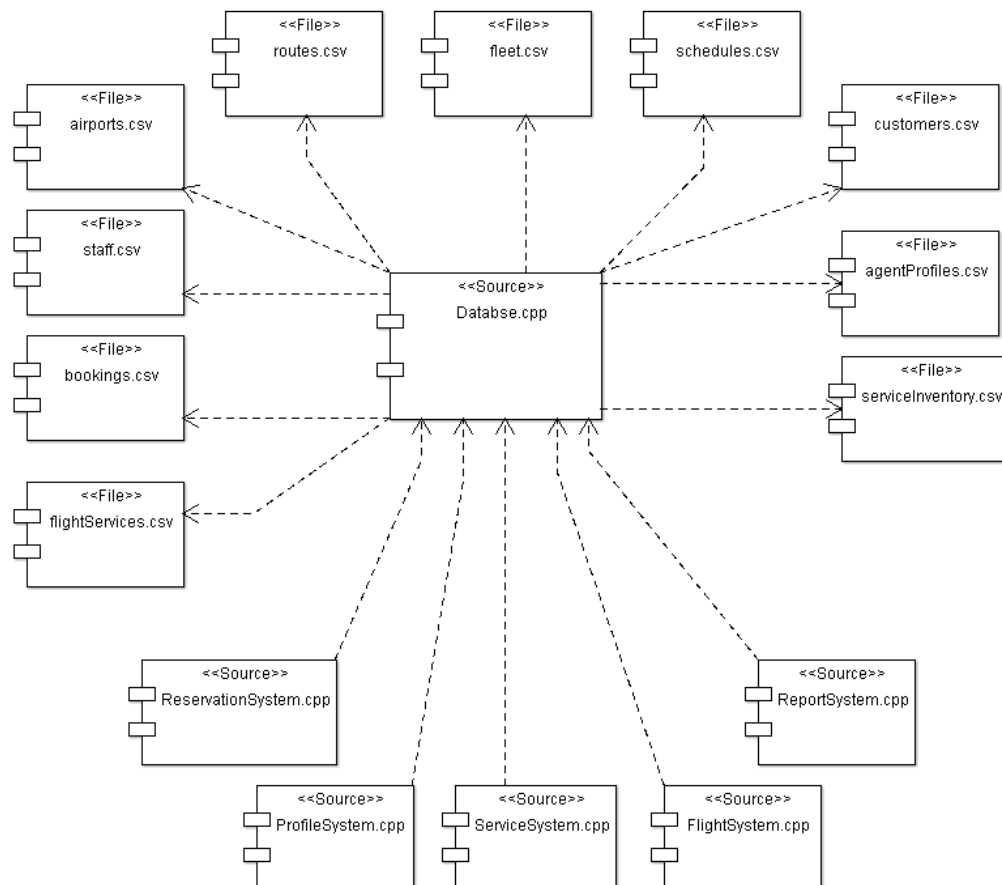 <<File>>
routes.csv
<<File>>
fleet.csv
<<File>>
schedules.csv
<<File>>
airports.csv
<<File>>
customers.csv
<<File>>
staff.csv
<<File>>
agentProfiles.csv
<<Source>>
Databse.cpp
<<File>>
bookings.csv
<<File>>
serviceInventory.csv
<<File>>
flightServices.csv
<<Source>>
ReservationSystem.cpp
<<Source>>
ReportSystem.cpp
<<Source>>
ProfileSystem.cpp
<<Source>>
ServiceSystem.cpp
<<Source>>
FlightSystem.cpp